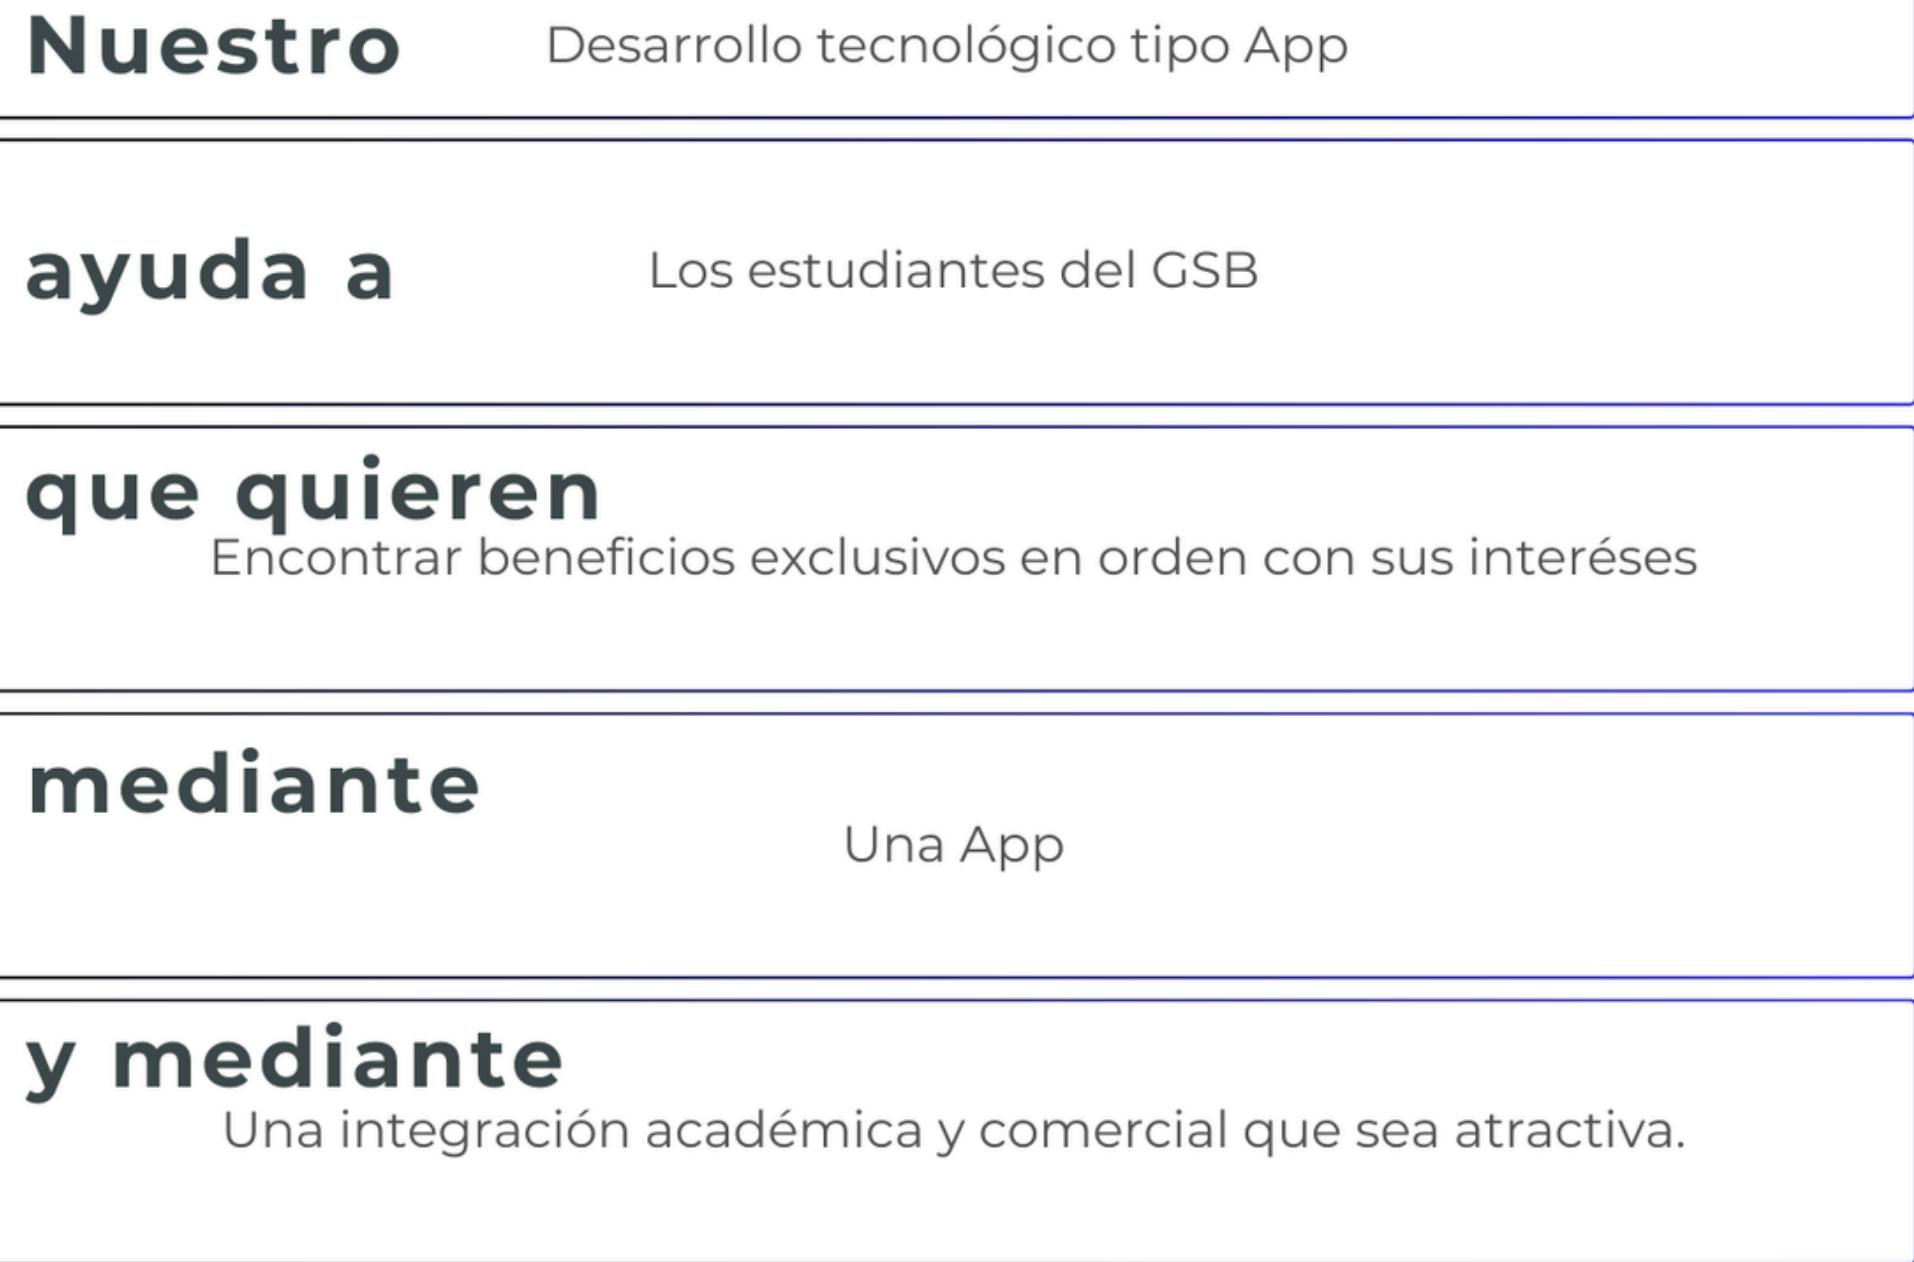 Nuestro
Desarrollo tecnológico tipo App
ayuda a
Los estudiantes del GSB
que quieren
Encontrar beneficios exclusivos en orden con sus interéses
mediante
Una App
y mediante
Una integración académica y comercial que sea atractiva.